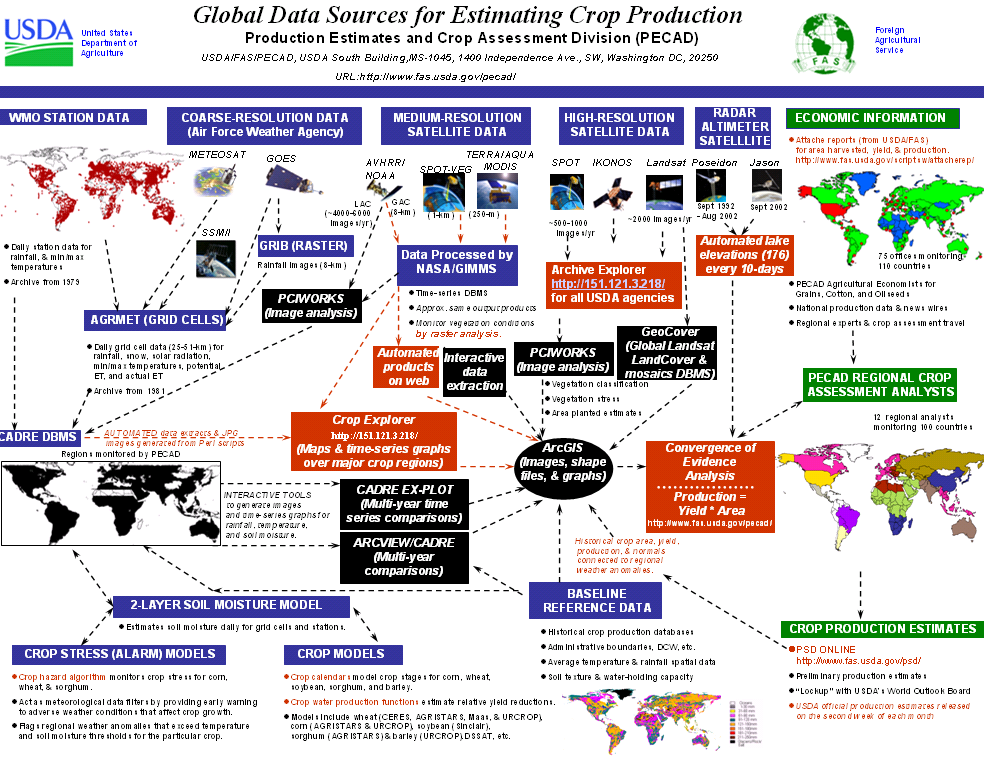 Global Data Sources for Estimating Crop Production
Production Estimates and Crop Assessment Division (PECAD)
USDA/FAS/PECAD, USDA South Building,MS-1045, 1400 Independence Ave., SW, Washington DC, 20250
URL:http://www.fas.usda.gov/pecad/
USDA
United States
Department of
Agriculture
FAS
Foreign
Agricultural
Service
WMO STATION DATA
Daily station data for
rainfall, & min/max
temperatures
Archive from 1979
COARSE-RESOLUTION DATA
(Air Force Weather Agency)
METEOSAT
GOES
SSM/I
GRIB (RASTER)
Rainfall Images (8-km)
AGRMET (GRID CELLS)
Daily grid cell data (25-51-km) for
rainfall, snow, solar radiation,
min/max temperatures, potential
ET, and actual ET
Archive from 1981
MEDIUM-RESOLUTION
SATELLITE DATA
AVHRR/
NOAA
SPOT-VEG
TERRA/AQUA
MODIS
LAC
(~4000-6000
Images/yr)
GAC
(8-km)
(1-km)
(250-m)
Data Processed by
NASA/GIMMS
Time-series DBMS
Approx. same output products
Monitor vegetation conditions
by raster analysis.
PCIWORKS
(Image analysis)
Automated
products
on web
Interactive
data
extraction
HIGH-RESOLUTION
SATELLITE DATA
SPOT
IKONOS
Landsat
~500-1000
Images/yr
~2000 Images/yr
Archive Explorer
http://151.121.3.218/
for all USDA agencies
PCIWORKS
(Image analysis)
Vegetation classification
Vegetation stress
Area planted estimates
GeoCover
(Global Landsat
LandCover &
mosaics DBMS)
RADAR
ALTIMETER
SATELLLITE
Poseidon
Jason
Sept 1992
-Aug 2002
Sept 2002
Automated lake
elevations (176)
every 10-days
ECONOMIC INFORMATION
Attache reports (from USDA/FAS)
for area harvested, yield, & production.
http://www.fas.usda.gov/scriptsw/attacherep/
75 offices monitoring
110 countries
PECAD Agricultural Economists for
Grains, Cotton, and Oilseeds
National production data & news wires
Regional experts & crop assessment travel
PECAD REGIONAL CROP
ASSESSMENT ANALYSTS
12 regional analysts
monitoring 100 countries
CADRE DBMS
AUTOMATED data extracts & JPG
images generated from Perl scripts
Regions monitored by PECAD
Crop Explorer
http://151.121.3.218/
(Maps & time-series graphs
over major crop regions)
ArcGIS
(Images, shape
files, & graphs)
Convergence of
Evidence
Analysis
Production =
Yield * Area
http://www.fas.usda.gov/pecad/
INTERACTIVE TOOLS
to generate images
and time-series graphs for
rainfall, temperature,
and soil moisture.
CADRE EX-PLOT
(Multi-year time
series comparisons)
ARCVIEW/CADRE
(Multi-year
comparisons)
Historical crop area, yield,
production, & normals
connected to regional
weather anomalies.
2-LAYER SOIL MOISTURE MODEL
Estimates soil moisture daily for grid cells and stations.
BASELINE
REFERENCE DATA
Historical crop production databases
Administrative boundaries, DCW, etc.
Average temperature & rainfall spatial data
Soil texture & water-holding capacity
CROP STRESS (ALARM) MODELS
Crop hazard algorithm monitors crop stress for corn,
wheat, & sorghum.
Act as meteorological data filters by providing early warning
to adverse weather conditions that affect crop growth.
Flags regional weather anomalies that exceed temperature
and soil moisture thresholds for the particular crop.
CROP MODELS
Crop calendars model crop stages for corn, wheat,
soybean, sorghum, and barley.
Crop water production functions estimate relative yield reductions.
Models include wheat (CERES, AGRISTARS, Maas, & URCROP),
corn (AGRISTARS & URCROP), soybean (Sinclair),
sorghum (AGRISTARS) & barley (URCROP).DSSAT, etc.
CROP PRODUCTION ESTIMATES
PSD ONLINE
http://www.fas.usda.gov/psd/
Preliminary production estimates
"Lockup" with USDA's World Outlook Board
USDA official production estimates released
on the second week of each month